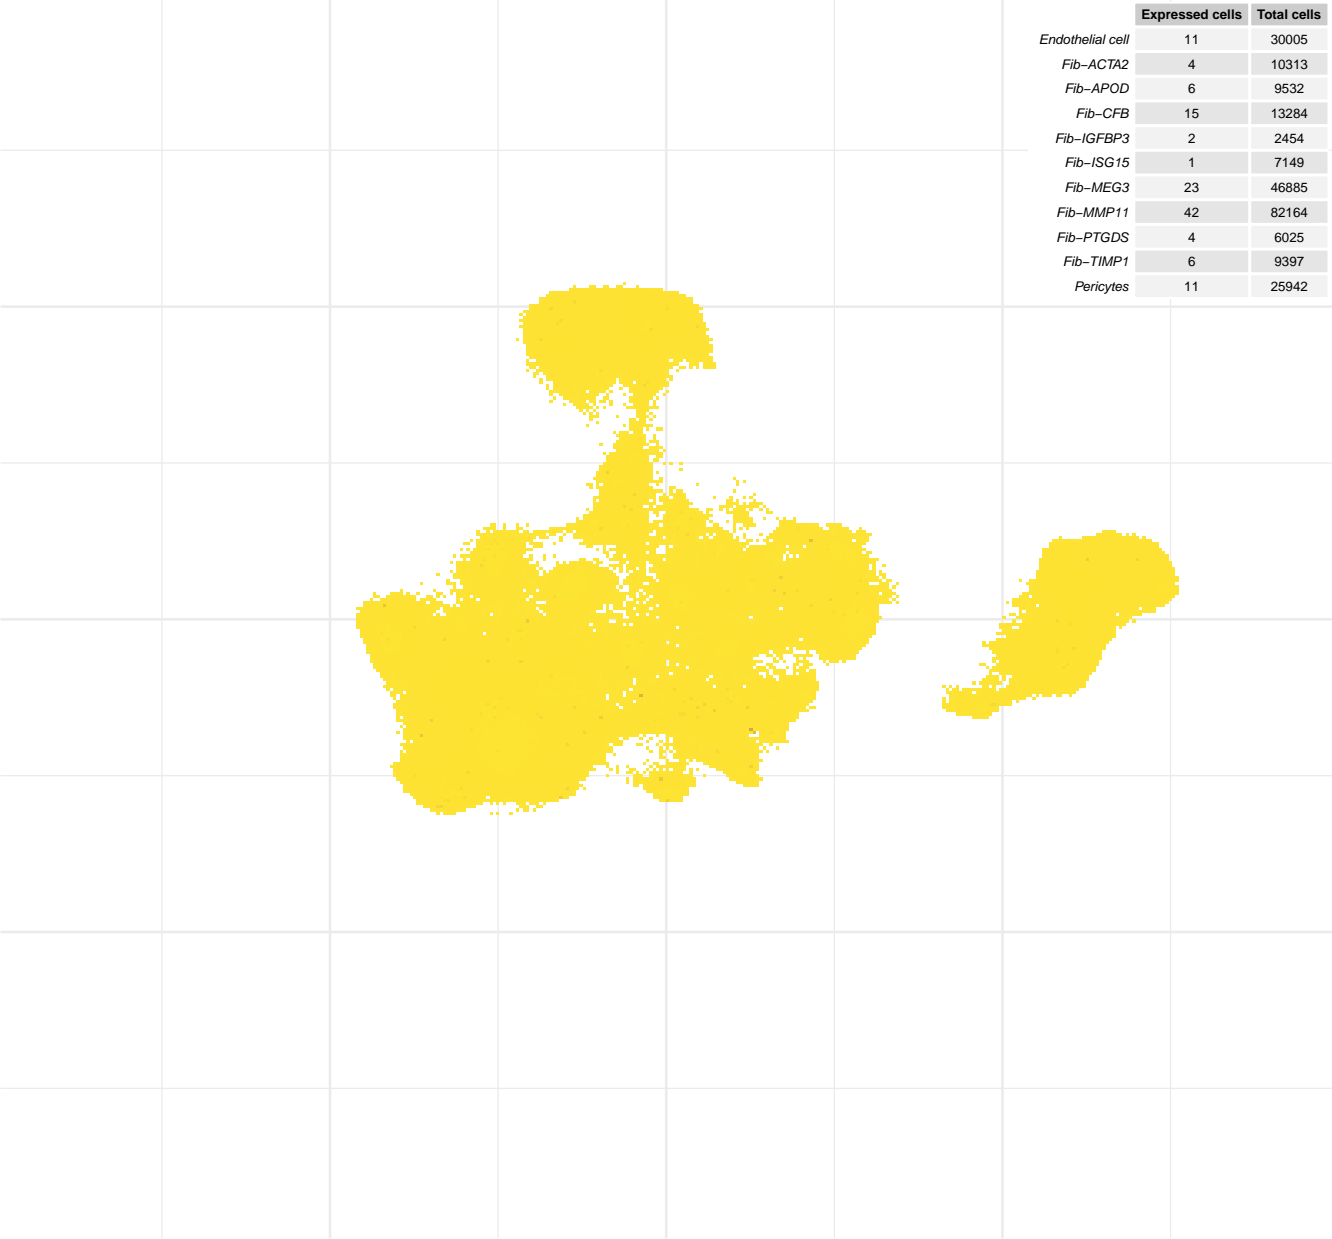 Expressed cells Total cells
Endothelial cell 11 30005
Fib−ACTA2 4 10313
Fib−APOD 6 9532
Fib−CFB 15 13284
Fib−IGFBP3 2 2454
Fib−ISG15 1 7149
Fib−MEG3 23 46885
Fib−MMP11 42 82164
Fib−PTGDS 4 6025
Fib−TIMP1 6 9397
Pericytes 11 25942